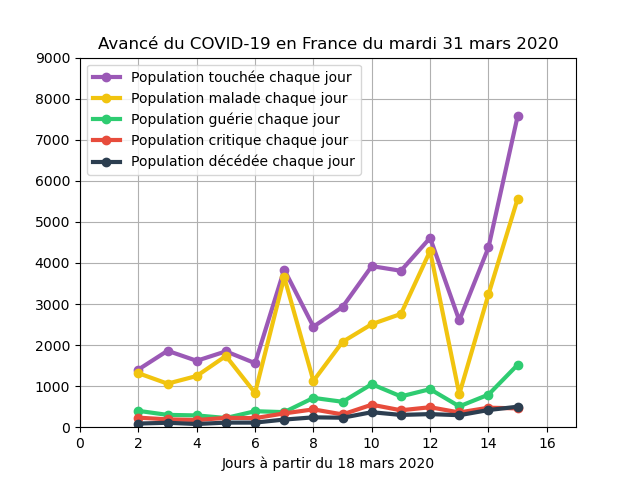 Avancé du COVID-19 en France du mardi 31 mars 2020
9000
8000
7000
6000
5000
4000
3000
2000
1000
0
Population touchée chaque jour
Population malade chaque jour
Population guérie chaque jour
Population critique chaque jour
Population décédée chaque jour
0 2 4 6 8 10 12 14 16
Jours à partir du 18 mars 2020